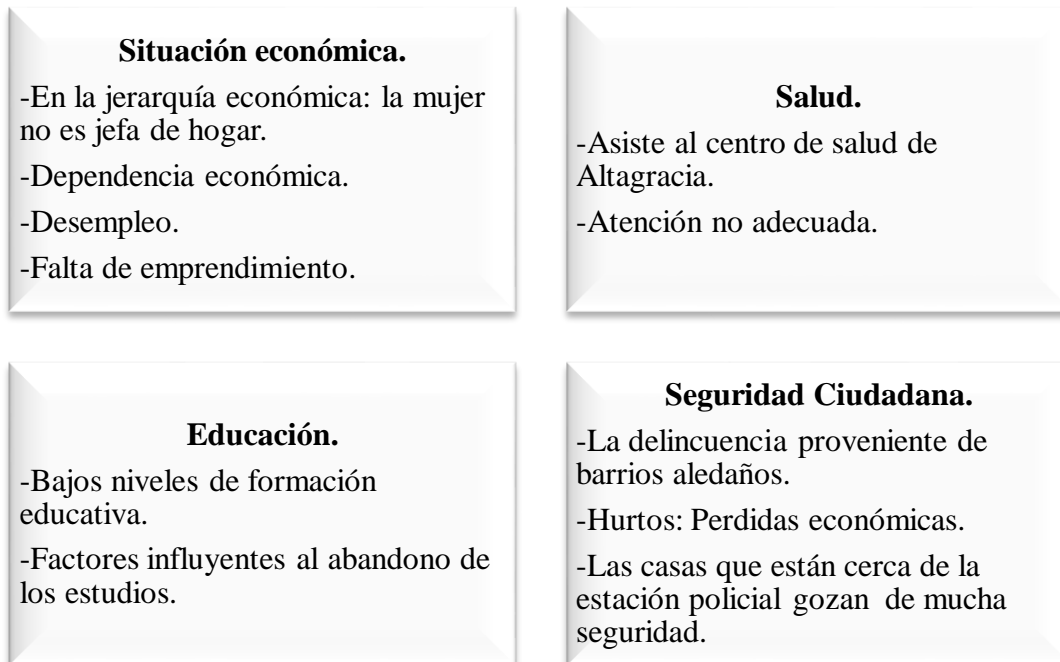 Situación económica.
-En la jerarquía económica: la mujer
no es jefa de hogar.
-Dependencia económica.
-Desempleo.
-Falta de emprendimiento.
Salud.
-Asiste al centro de salud de
Altagracia.
-Atención no adecuada.
Educación.
-Bajos niveles de formación
educativa.
-Factores influyentes al abandono de
los estudios.
Seguridad Ciudadana.
-La delincuencia proveniente de
barrios aledaños.
-Hurtos: Perdidas económicas.
-Las casas que están cerca de la
estación policial gozan de mucha
seguridad.